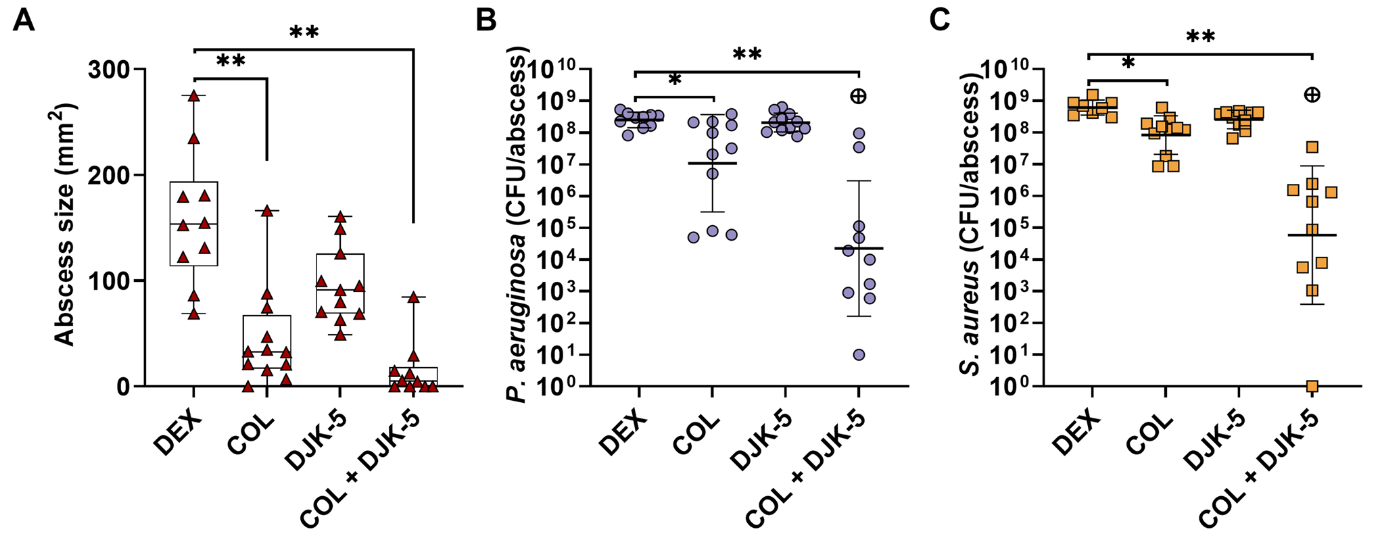 A
Abscess size (mm²)
300
200
100
0
**
**
DEX
COL
DJK-5
COL + DJK-5
B
P. aeruginosa (CFU/abscess)
10¹⁰
10⁹
10⁸
10⁷
10⁶
10⁵
10⁴
10³
10²
10¹
10⁰
**
*
DEX
COL
DJK-5
COL + DJK-5
C
S. aureus (CFU/abscess)
10¹⁰
10⁹
10⁸
10⁷
10⁶
10⁵
10⁴
10³
10²
10¹
10⁰
**
*
DEX
COL
DJK-5
COL + DJK-5